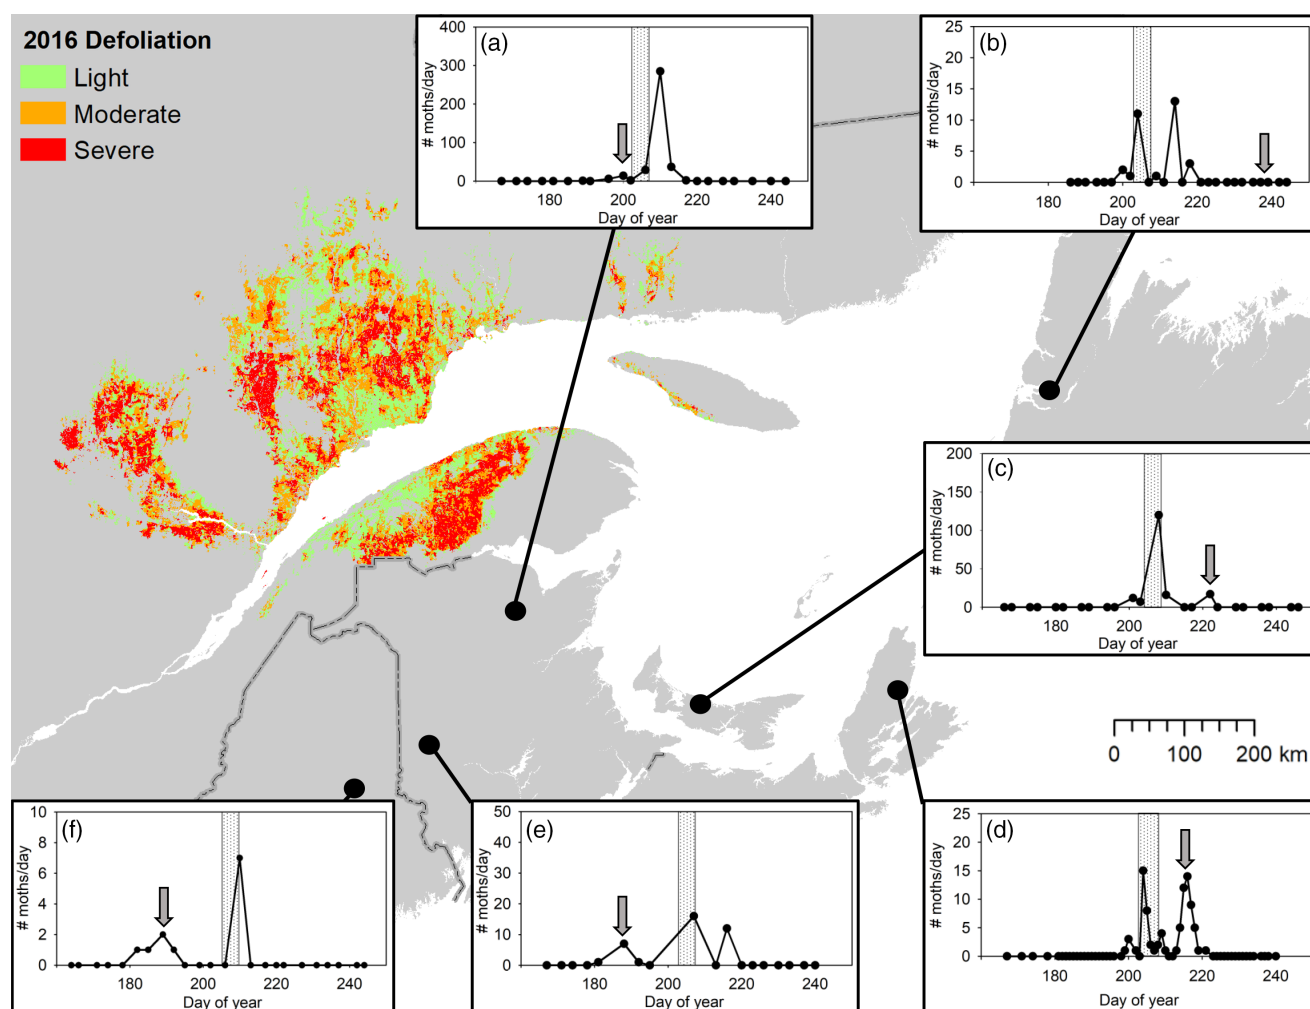 2016 Defoliation
Light
Moderate
Severe
(a)
# moths/day
400
300
200
100
0
180 200 220 240
Day of year
(b)
# moths/day
25
20
15
10
5
0
180 200 220 240
Day of year
(c)
# moths/day
200
150
100
50
0
180 200 220 240
Day of year
0 100 200 km
(f)
# moths/day
10
8
6
4
2
0
180 200 220 240
Day of year
(e)
# moths/day
50
40
30
20
10
0
180 200 220 240
Day of year
(d)
# moths/day
25
20
15
10
5
0
180 200 220 240
Day of year